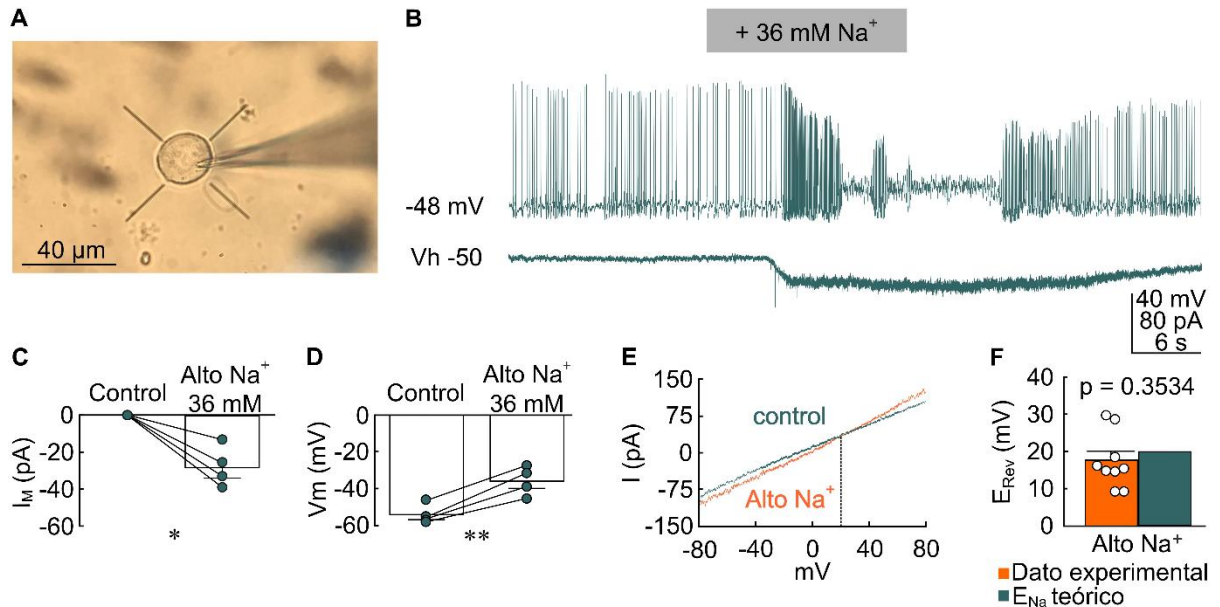 A
40 µm
B
+ 36 mM Na⁺
-48 mV
Vh -50
40 mV
80 pA
6 s
C
Control
Alto Na⁺
36 mM
I_M (pA)
0
-20
-40
-60
*
D
Control
Alto Na⁺
36 mM
Vm (mV)
0
-20
-40
-60
**
E
I (pA)
150
75
0
-75
-150
control
Alto Na⁺
-80
-40
0
40
80
mV
F
p = 0.3534
E_Rev (mV)
40
30
20
10
0
Alto Na⁺
Dato experimental
E_Na teórico